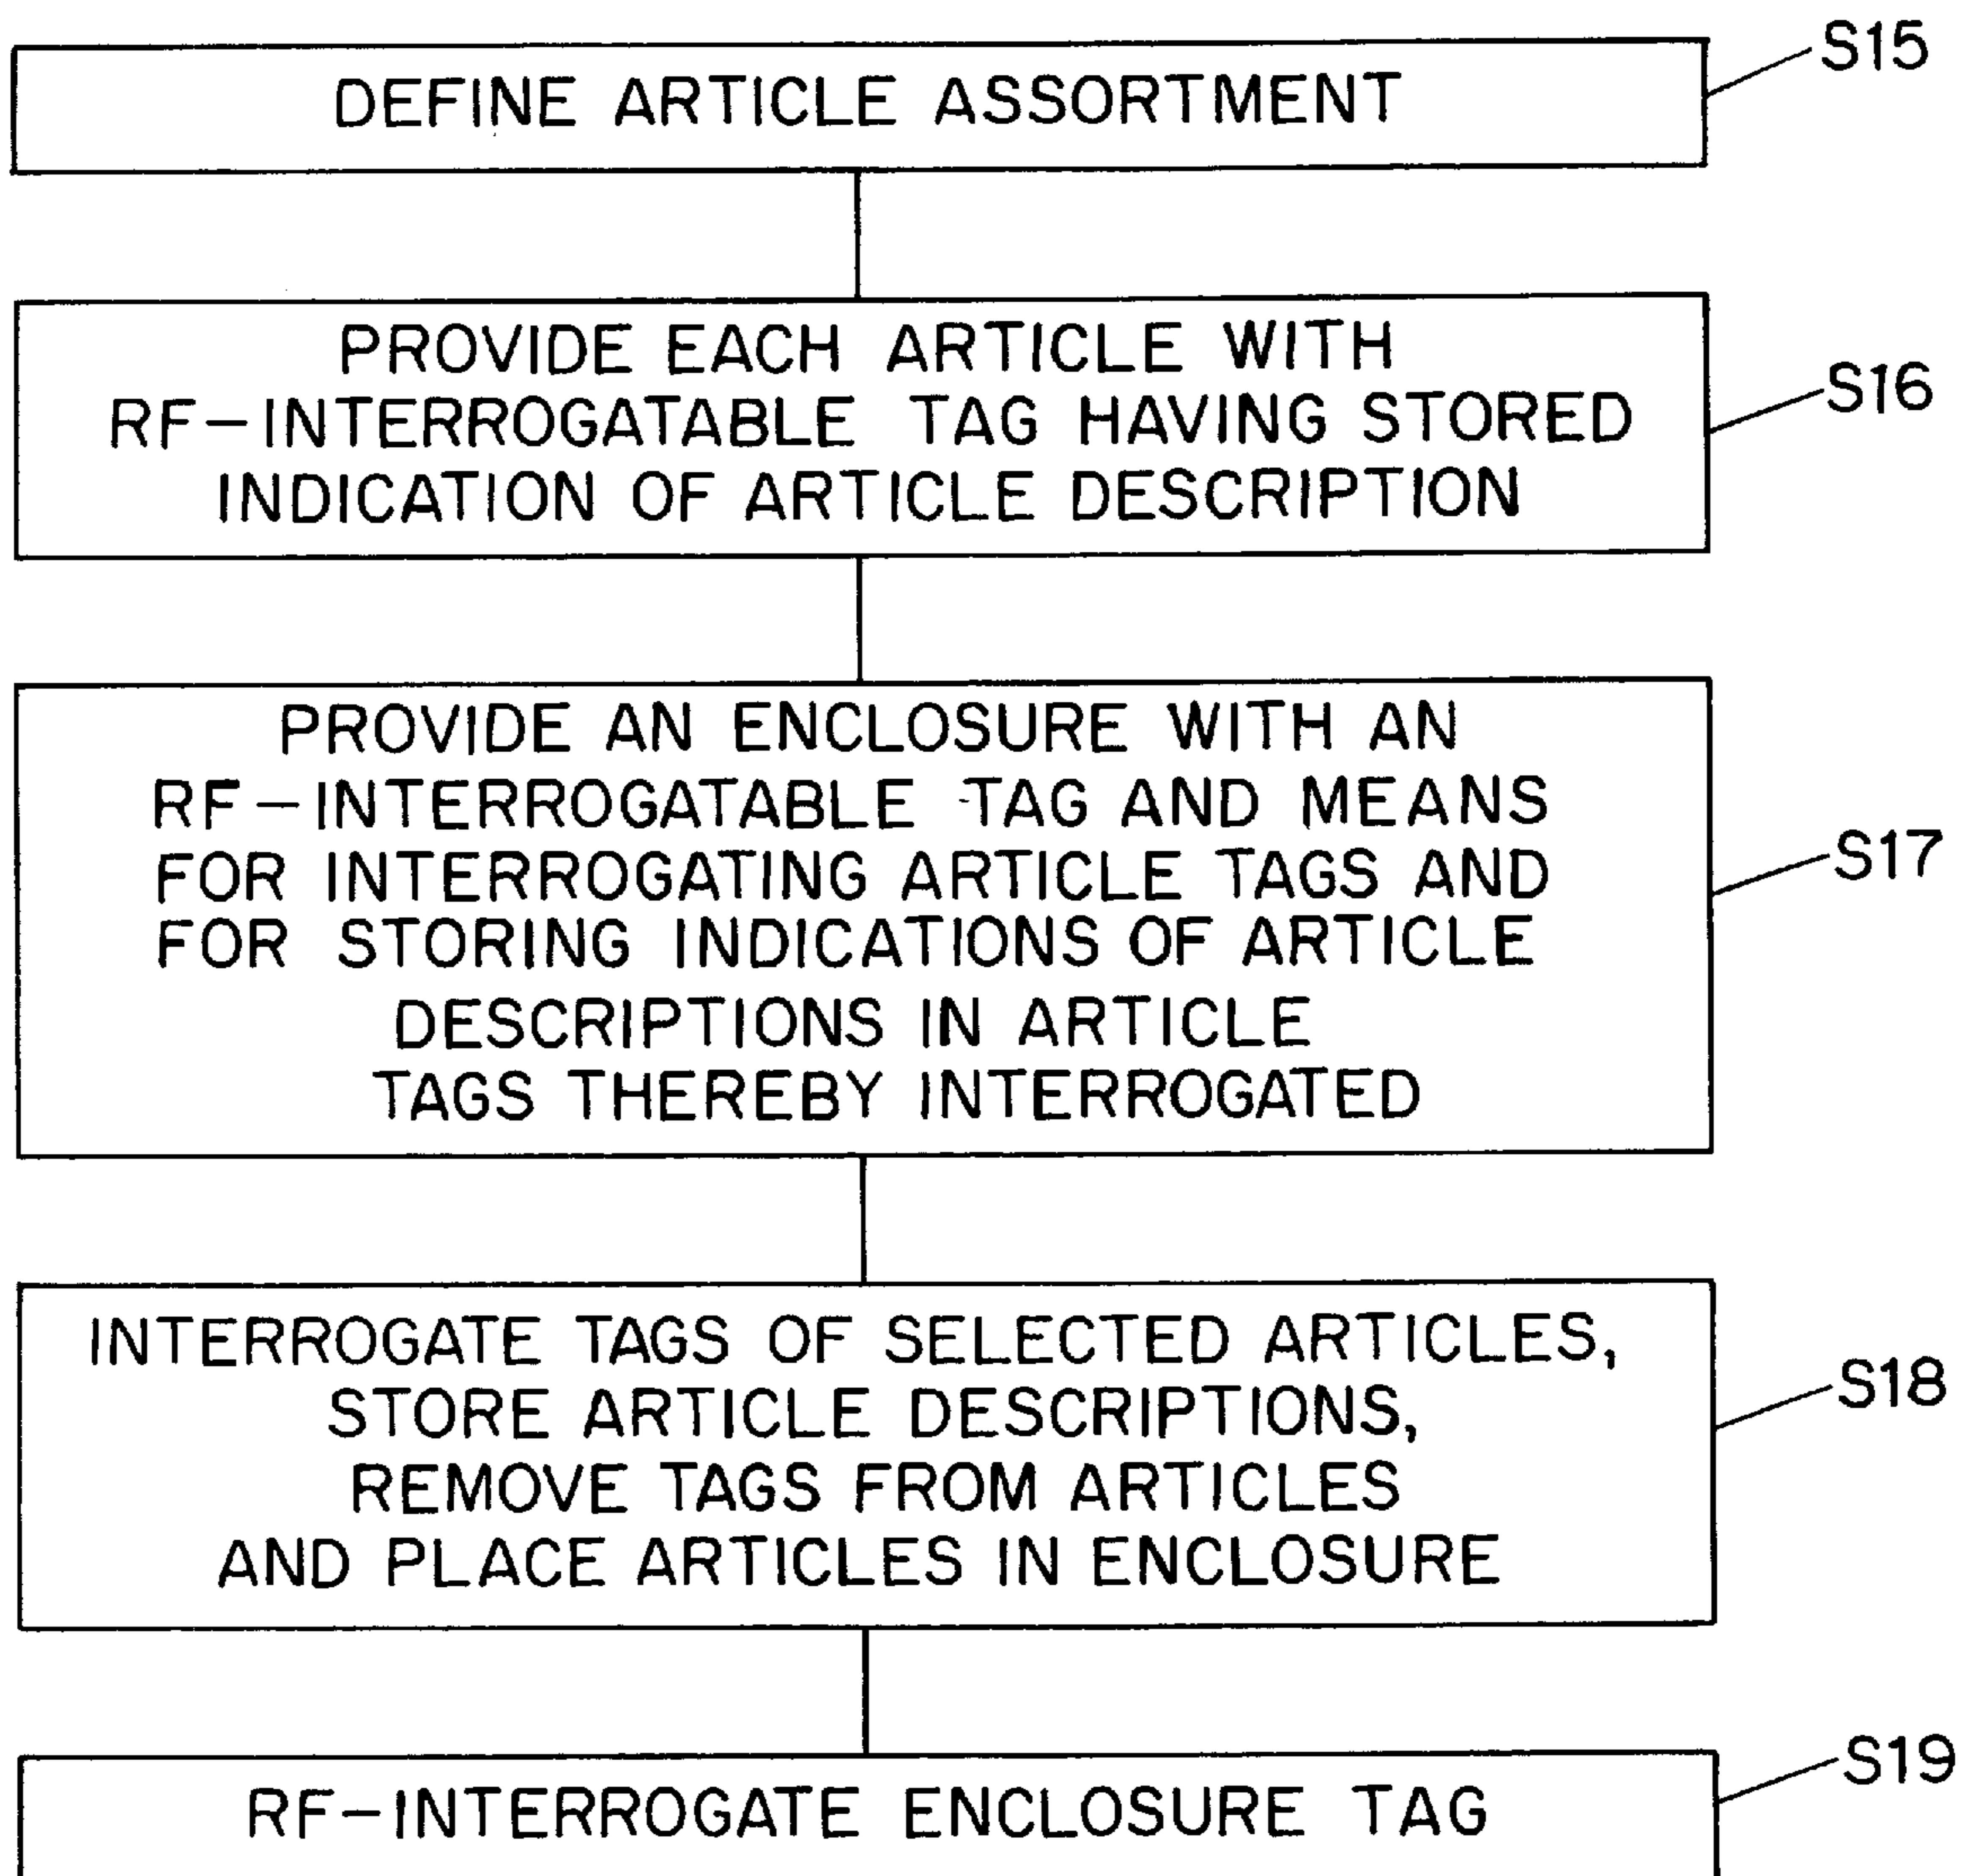 DEFINE ARTICLE ASSORTMENT
S15
PROVIDE EACH ARTICLE WITH
RF-INTERROGATABLE TAG HAVING STORED
INDICATION OF ARTICLE DESCRIPTION
S16
PROVIDE AN ENCLOSURE WITH AN
RF-INTERROGATABLE TAG AND MEANS
FOR INTERROGATING ARTICLE TAGS AND
FOR STORING INDICATIONS OF ARTICLE
DESCRIPTIONS IN ARTICLE
TAGS THEREBY INTERROGATED
S17
INTERROGATE TAGS OF SELECTED ARTICLES,
STORE ARTICLE DESCRIPTIONS,
REMOVE TAGS FROM ARTICLES
AND PLACE ARTICLES IN ENCLOSURE
S18
RF-INTERROGATE ENCLOSURE TAG
S19